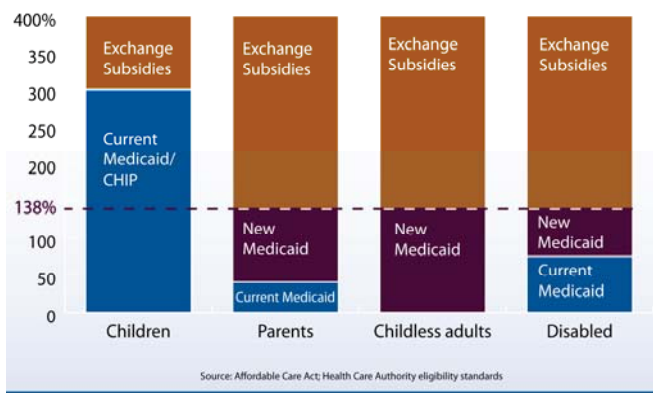 400%
350
300
250
200
138%
100
50
0
Exchange
Subsidies
Current
Medicaid/
CHIP
Exchange
Subsidies
New
Medicaid
Current Medicaid
Exchange
Subsidies
New
Medicaid
Exchange
Subsidies
New
Medicaid
Current
Medicaid
Children
Parents
Childless adults
Disabled
Source: Affordable Care Act; Health Care Authority eligibility standards